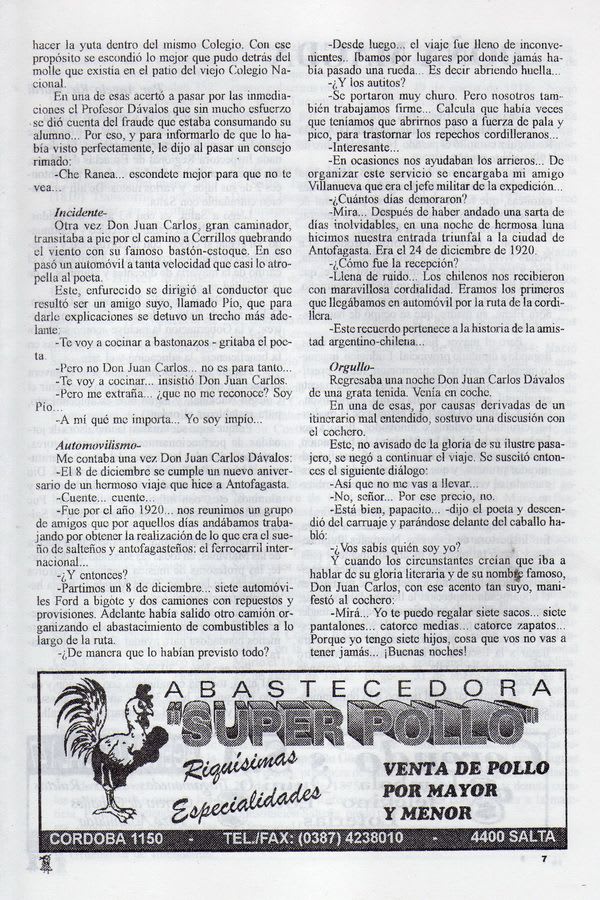 hacer la yuta dentro del mismo Colegio. Con ese
propósito se escondió lo mejor que pudo detrás del
molle que existía en el patio del viejo Colegio Na-
cional.
En una de esas acertó a pasar por las inmedia-
ciones el Profesor Dávalos que sin mucho esfuerzo
se dió cuenta del fraude que estaba consumando su
alumno... Por eso, y para informarlo de que lo ha-
bía visto perfectamente, le dijo al pasar un consejo
rimado:
-Che Ranea... escondete mejor para que no te
vea...
Incidente-
Otra vez Don Juan Carlos, gran caminador,
transitaba a pie por el camino a Cerrillos quebrando
el viento con su famoso bastón-estoque. En eso
pasó un automóvil a tanta velocidad que casi lo atro-
pella al poeta.
Este, enfurecido se dirigió al conductor que
resultó ser un amigo suyo, llamado Pío, que para
darle explicaciones se detuvo un trecho más ade-
lante:
-Te voy a cocinar a bastonazos - gritaba el poe-
ta.
-Pero no Don Juan Carlos... no es para tanto...
-Te voy a cocinar... insistió Don Juan Carlos.
-Pero me extraña... ¿que no me reconoce? Soy
Pío...
-A mí qué me importa... Yo soy impío...
Automovilismo-
Me contaba una vez Don Juan Carlos Dávalos:
-El 8 de diciembre se cumple un nuevo aniver-
sario de un hermoso viaje que hice a Antofagasta.
-Cuente... cuente...
-Fue por el año 1920... nos reunimos un grupo
de amigos que por aquellos días andábamos traba-
jando por obtener la realización de lo que era el sue-
ño de salteños y antofagasteños: el ferrocarril inter-
nacional...
-¿Y entonces?
-Partimos un 8 de diciembre... siete automóvi-
les Ford a bigote y dos camiones con repuestos y
provisiones. Adelante había salido otro camión or-
ganizando el abastacimiento de combustibles a lo
largo de la ruta.
-¿De manera que lo habían previsto todo?
-Desde luego... el viaje fue lleno de inconve-
nientes.. Ibamos por lugares por donde jamás ha-
bía pasado una rueda... Es decir abriendo huella...
-¿Y los autitos?
-Se portaron muy churo. Pero nosotros tam-
bién trabajamos firme... Calcula que había veces
que teníamos que abrirnos paso a fuerza de pala y
pico, para trastornar los repechos cordilleranos...
-Interesante...
-En ocasiones nos ayudaban los arrieros... De
organizar este servicio se encargaba mi amigo
Villanueva que era el jefe militar de la expedición...
-¿Cuántos días demoraron?
-Mira... Después de haber andado una sarta de
días inolvidables, en una noche de hermosa luna
hicimos nuestra entrada triunfal a la ciudad de
Antofagasta. Era el 24 de diciembre de 1920.
-¿Cómo fue la recepción?
-Llena de ruido... Los chilenos nos recibieron
con maravillosa cordialidad. Eramos los primeros
que llegábamos en automóvil por la ruta de la cordi-
llera.
-Este recuerdo pertenece a la historia de la amis-
tad argentino-chilena...
Orgullo-
Regresaba una noche Don Juan Carlos Dávalos
de una grata tenida. Venía en coche.
En una de esas, por causas derivadas de un
itinerario mal entendido, sostuvo una discusión con
el cochero.
Este, no avisado de la gloria de su ilustre pasa-
jero, se negó a continuar el viaje. Se suscitó enton-
ces el siguiente diálogo:
-Asi que no me vas a llevar...
-No, señor... Por ese precio, no.
-Está bien, papacito... -dijo el poeta y descen-
dió del carruaje y parándose delante del caballo ha-
bló:
-¿Vos sabis quién soy yo?
Y cuando los circunstantes creían que iba a
hablar de su gloria literaria y de su nombre famoso,
Don Juan Carlos, con ese acento tan suyo, mani-
festó al cochero:
-Mirá... Yo te puedo regalar siete sacos... siete
pantalones... catorce medias... catorce zapatos...
Porque yo tengo siete hijos, cosa que vos no vas a
tener jamás... ¡Buenas noches!
ABASTECEDORA
"SUPER POLLO"
Riquísimas
Especialidades
VENTA DE POLLO
POR MAYOR
Y MENOR
CORDOBA 1150 - TEL./FAX: (0387) 4238010 - 4400 SALTA
7